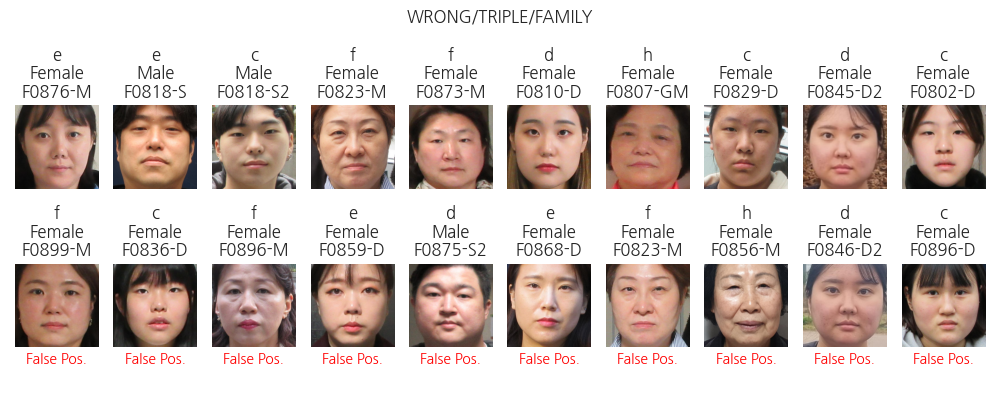 WRONG/TRIPLE/FAMILY
e e c f f d h c d c
Female Male Male Female Female Female Female Female Female Female
F0876-M F0818-S F0818-S2 F0823-M F0873-M F0810-D F0807-GM F0829-D F0845-D2 F0802-D
f c f e d e f h d c
Female Female Female Female Male Female Female Female Female Female
F0899-M F0836-D F0896-M F0859-D F0875-S2 F0868-D F0823-M F0856-M F0846-D2 F0896-D
False Pos. False Pos. False Pos. False Pos. False Pos. False Pos. False Pos. False Pos. False Pos. False Pos.